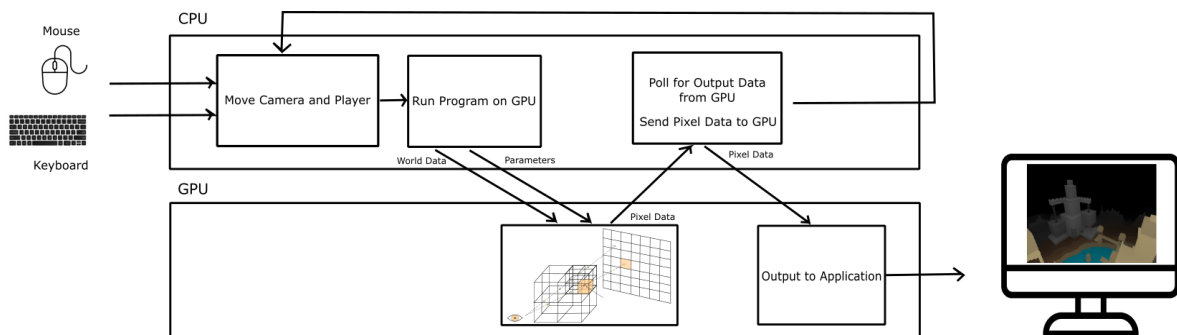 CPU
Mouse
Keyboard
Move Camera and Player
Run Program on GPU
Poll for Output Data
from GPU
Send Pixel Data to GPU
World Data
Parameters
Pixel Data
GPU
Pixel Data
Output to Application